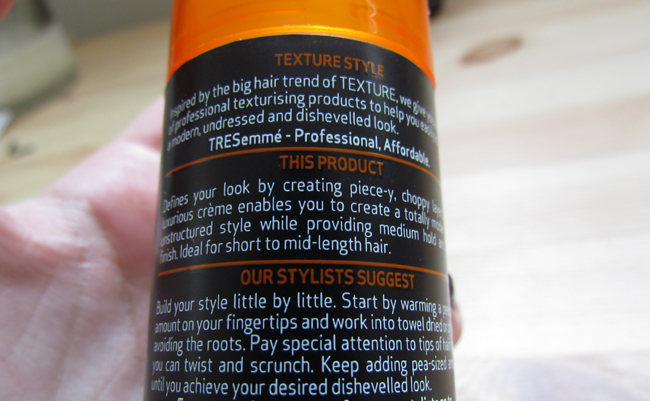 TEXTURE STYLE
Inspired by the big hair trend of TEXTURE, we give
of professional texturising products to help you
a modern, undressed and dishevelled look.
TRESemmé - Professional, Affordable.
THIS PRODUCT
Defines your look by creating piece-y, choppy
luxurious crème enables you to create a totally
unstructured style while providing medium hold
finish. Ideal for short to mid-length hair.
OUR STYLISTS SUGGEST
Build your style little by little. Start by warming a
amount on your fingertips and work into towel dried
avoiding the roots. Pay special attention to tips of
you can twist and scrunch. Keep adding pea-sized
until you achieve your desired dishevelled look.